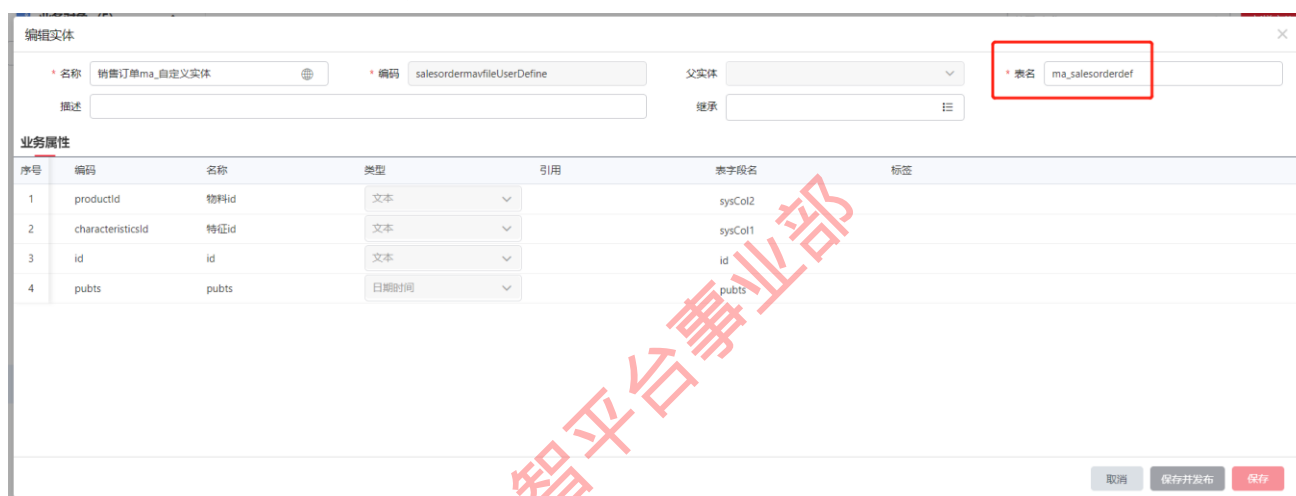 编辑实体
* 名称 销售订单ma_自定义实体 * 编码 salesordermavfileUserDefine 父实体 * 表名 ma_salesorderdef
描述 继承
业务属性
序号 编码 名称 类型 引用 表字段名 标签
1 productId 物料id 文本 sysCol2
2 characteristicsId 特征id 文本 sysCol1
3 id id 文本 id
4 pubts pubts 日期时间 pubts
智平台事业部
取消 保存并发布 保存